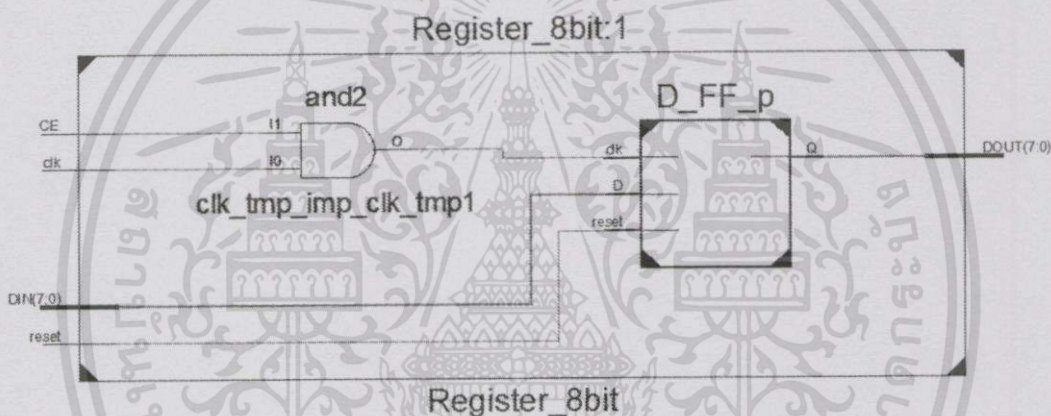 Register_8bit:1
and2
D_FF_p
CE
I1
O
clk
I0
clk
Q
DOUT(7:0)
D
clk_tmp_imp_clk_tmp1
reset
DIN(7:0)
reset
Register_8bit